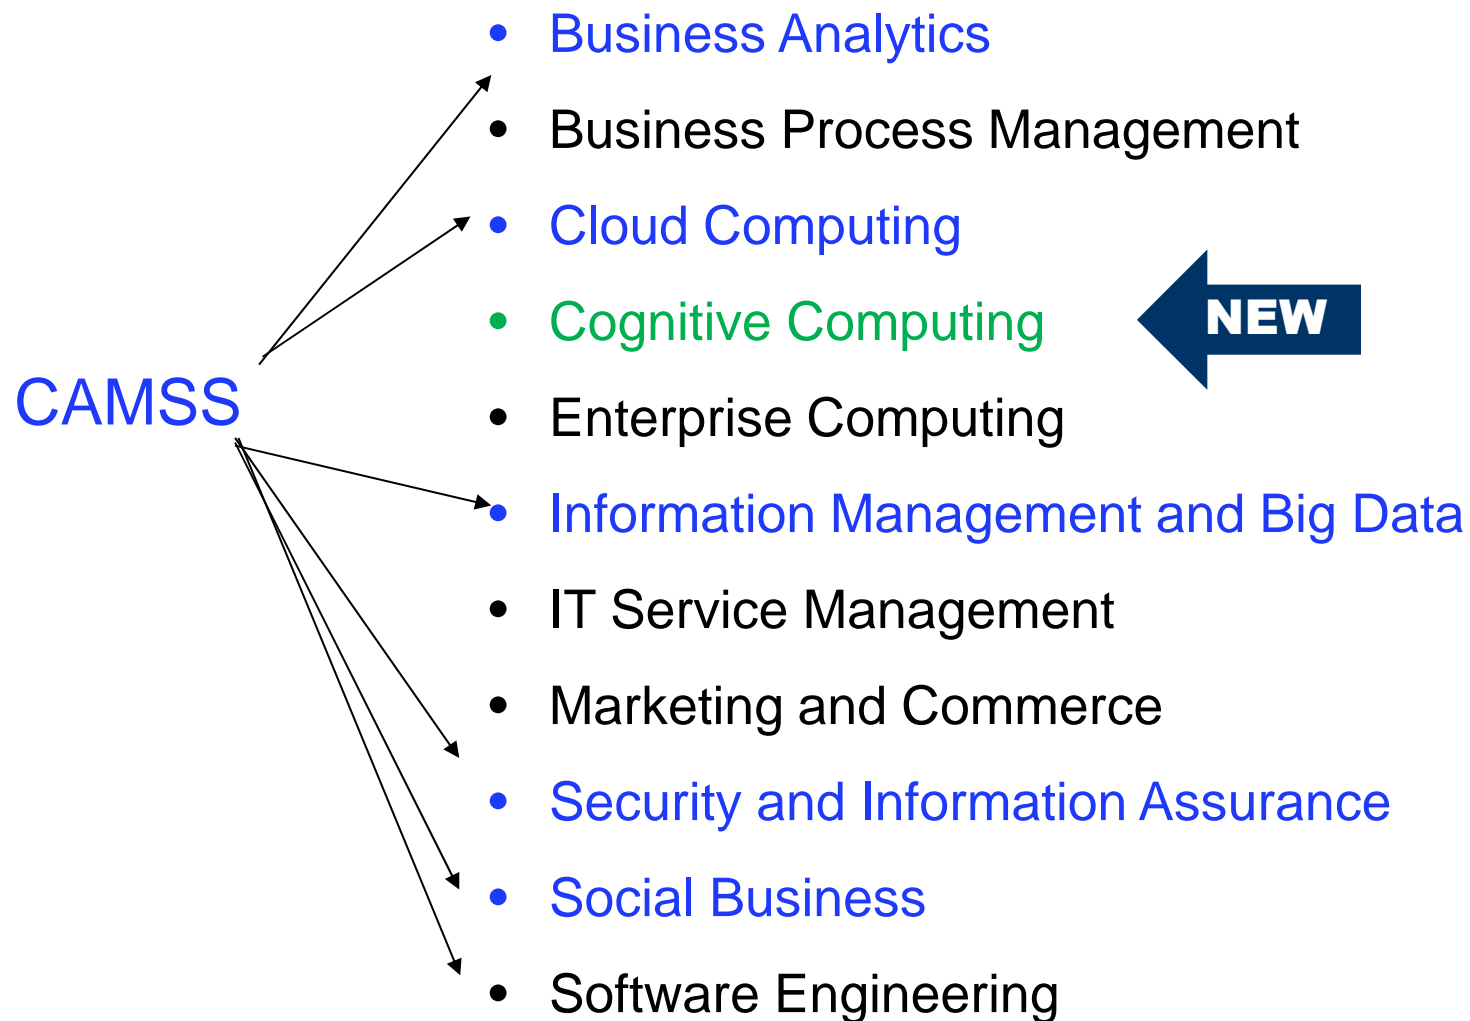 • Business Analytics
• Business Process Management
• Cloud Computing
• Cognitive Computing
NEW
CAMSS
• Enterprise Computing
• Information Management and Big Data
• IT Service Management
• Marketing and Commerce
• Security and Information Assurance
• Social Business
• Software Engineering